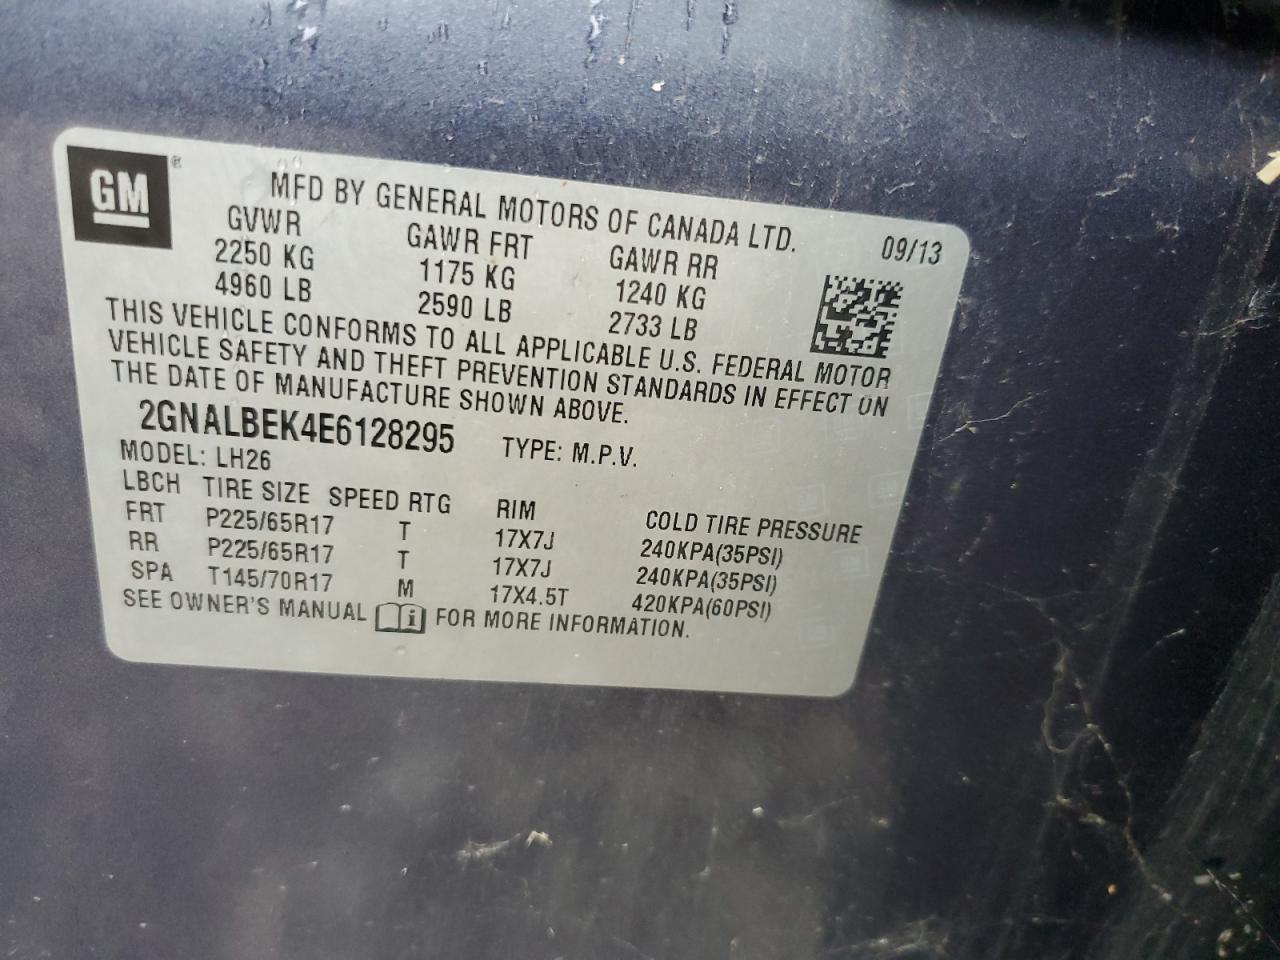 GM ®
MFD BY GENERAL MOTORS OF CANADA LTD.
GVWR GAWR FRT GAWR RR 09/13
2250 KG 1175 KG 1240 KG
4960 LB 2590 LB 2733 LB
THIS VEHICLE CONFORMS TO ALL APPLICABLE U.S. FEDERAL MOTOR
VEHICLE SAFETY AND THEFT PREVENTION STANDARDS IN EFFECT ON
THE DATE OF MANUFACTURE SHOWN ABOVE.
2GNALBEK4E6128295 TYPE: M.P.V.
MODEL: LH26
LBCH TIRE SIZE SPEED RTG RIM COLD TIRE PRESSURE
FRT P225/65R17 T 17X7J 240KPA(35PSI)
RR P225/65R17 T 17X7J 240KPA(35PSI)
SPA T145/70R17 M 17X4.5T 420KPA(60PSI)
SEE OWNER'S MANUAL i FOR MORE INFORMATION.